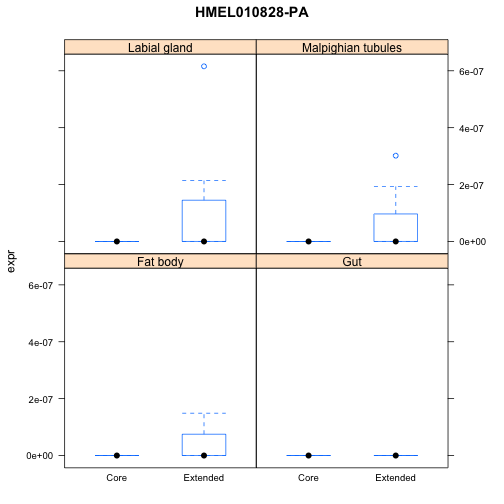 HMEL010828-PA
Labial gland Malpighian tubules
6e-07
4e-07
2e-07
0e+00
expr
Fat body Gut
6e-07
4e-07
2e-07
0e+00
Core Extended Core Extended